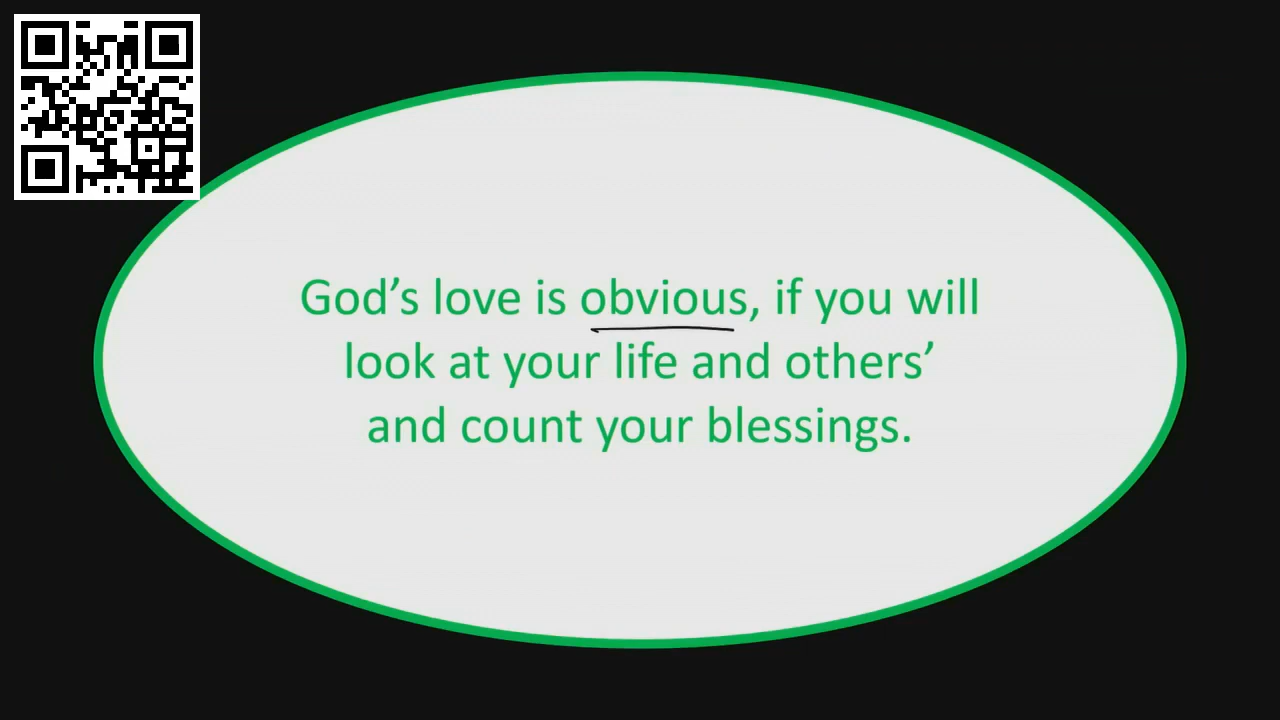 God’s love is obvious, if you will
look at your life and others’
and count your blessings.